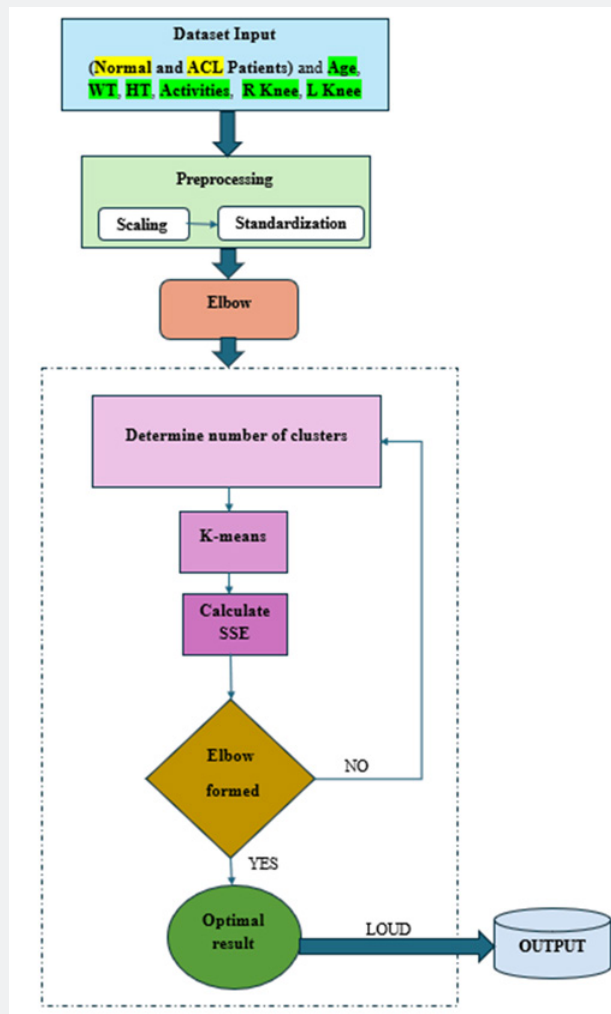 Dataset Input
(Normal and ACL Patients) and Age,
WT, HT, Activities, R Knee, L Knee
Preprocessing
Scaling
Standardization
Elbow
Determine number of clusters
K-means
Calculate
SSE
Elbow
formed
NO
YES
Optimal
result
LOUD
OUTPUT